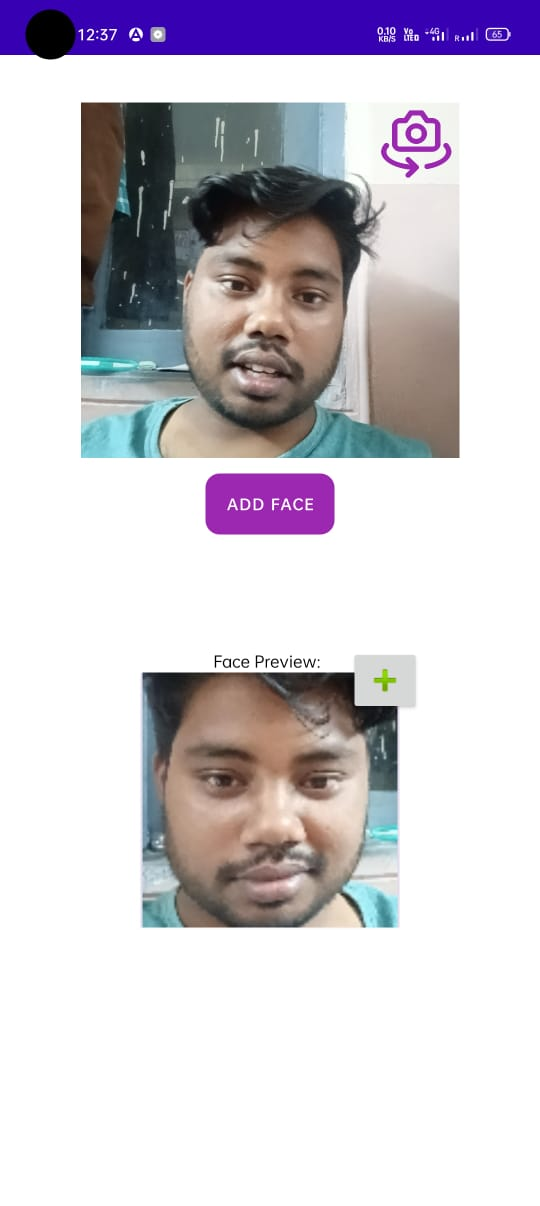 12:37
0.10 KB/S Vo LTE 4G R 65
ADD FACE
Face Preview: